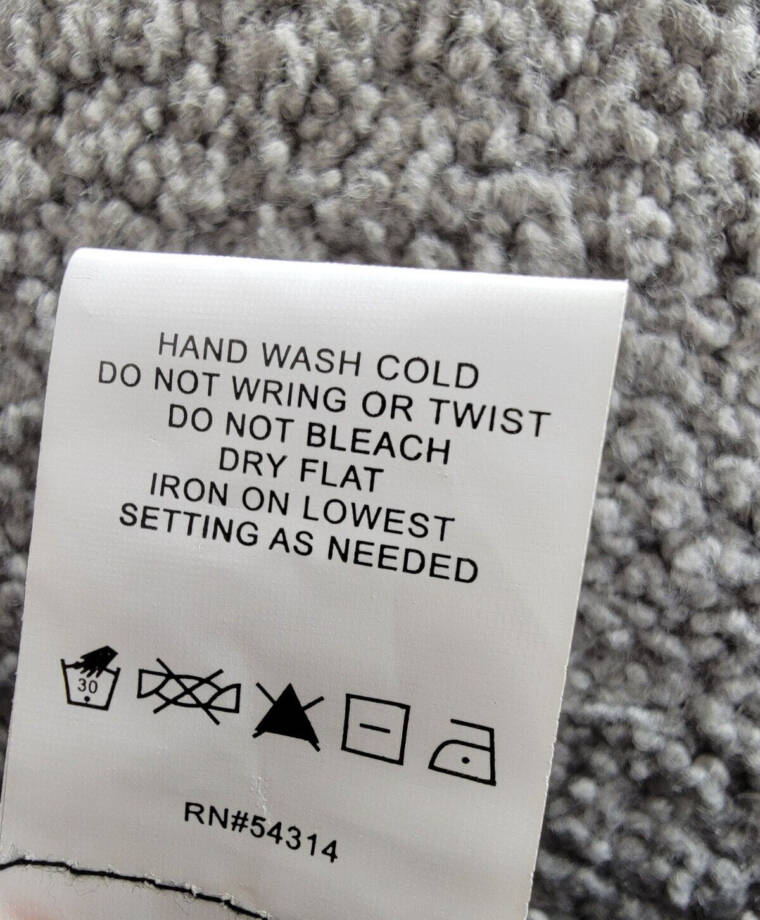 HAND WASH COLD
DO NOT WRING OR TWIST
DO NOT BLEACH
DRY FLAT
IRON ON LOWEST
SETTING AS NEEDED
30
RN#54314